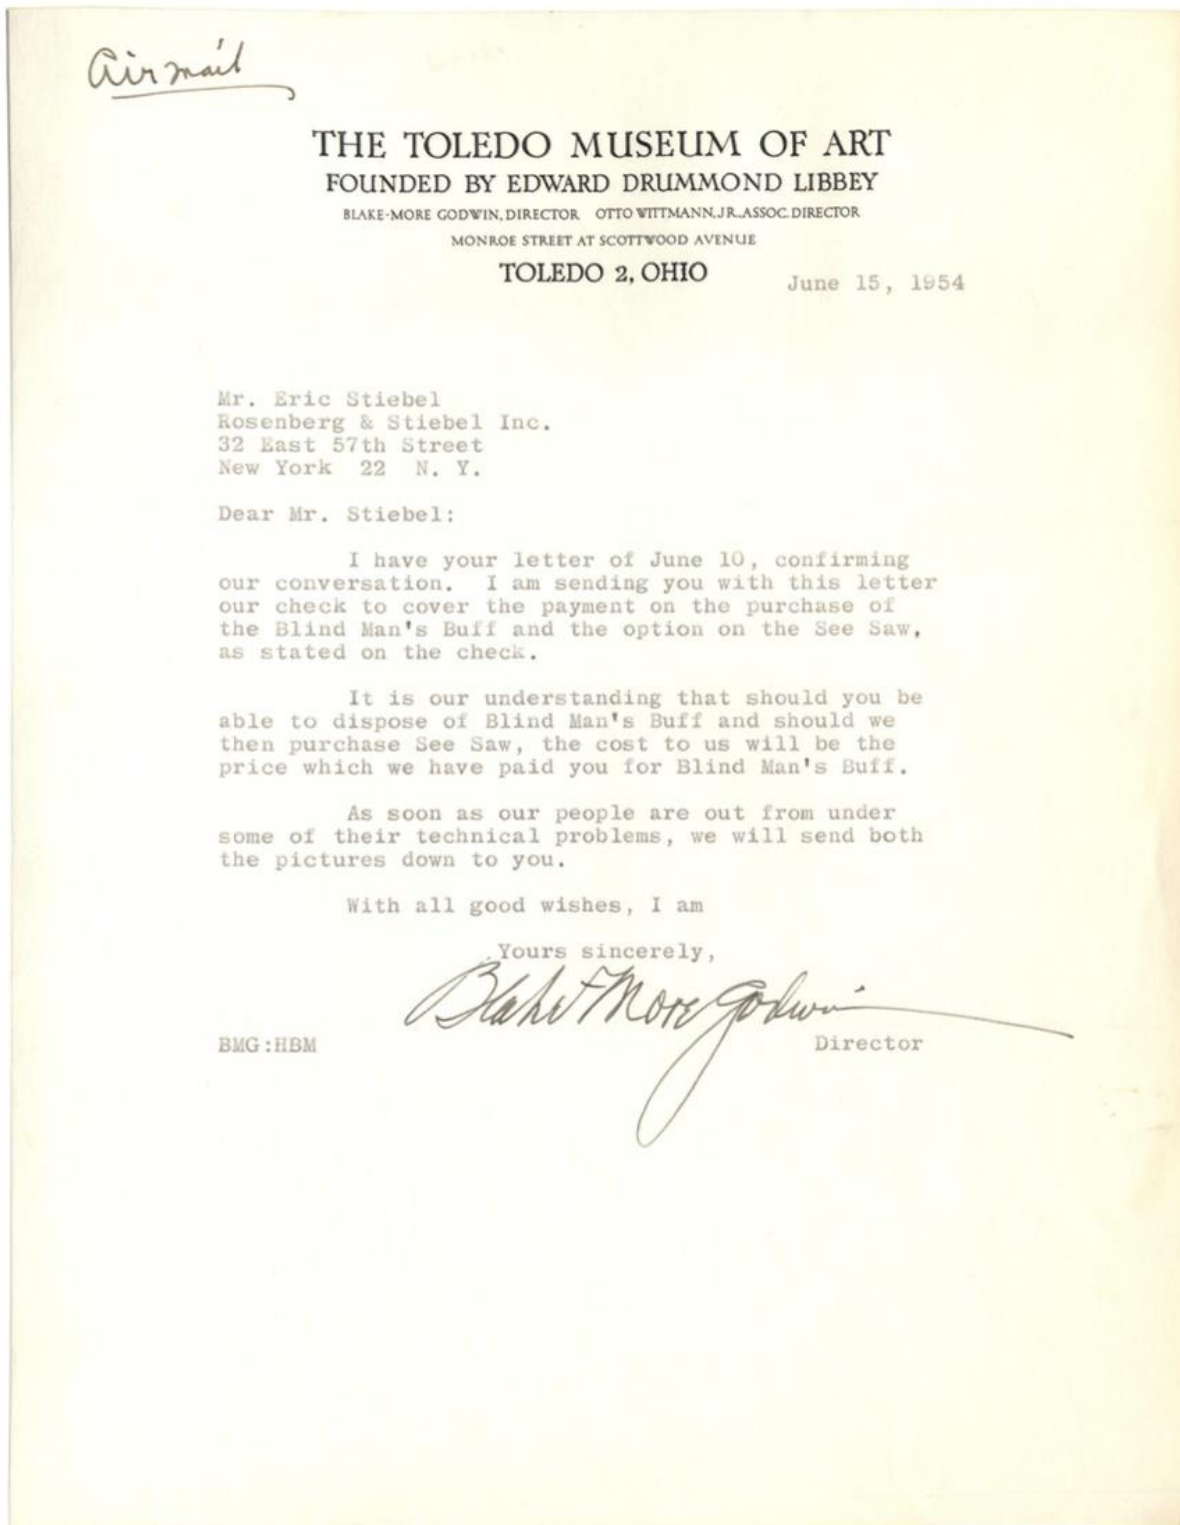 Airmail
THE TOLEDO MUSEUM OF ART
FOUNDED BY EDWARD DRUMMOND LIBBEY
BLAKE-MORE GODWIN, DIRECTOR OTTO WITTMANN, JR., ASSOC. DIRECTOR
MONROE STREET AT SCOTTWOOD AVENUE
TOLEDO 2, OHIO
June 15, 1954
Mr. Eric Stiebel
Rosenberg & Stiebel Inc.
32 East 57th Street
New York 22 N. Y.
Dear Mr. Stiebel:
I have your letter of June 10, confirming
our conversation. I am sending you with this letter
our check to cover the payment on the purchase of
the Blind Man's Buff and the option on the See Saw,
as stated on the check.
It is our understanding that should you be
able to dispose of Blind Man's Buff and should we
then purchase See Saw, the cost to us will be the
price which we have paid you for Blind Man's Buff.
As soon as our people are out from under
some of their technical problems, we will send both
the pictures down to you.
With all good wishes, I am
Yours sincerely,
Blake-More Godwin
BMG:HBM Director